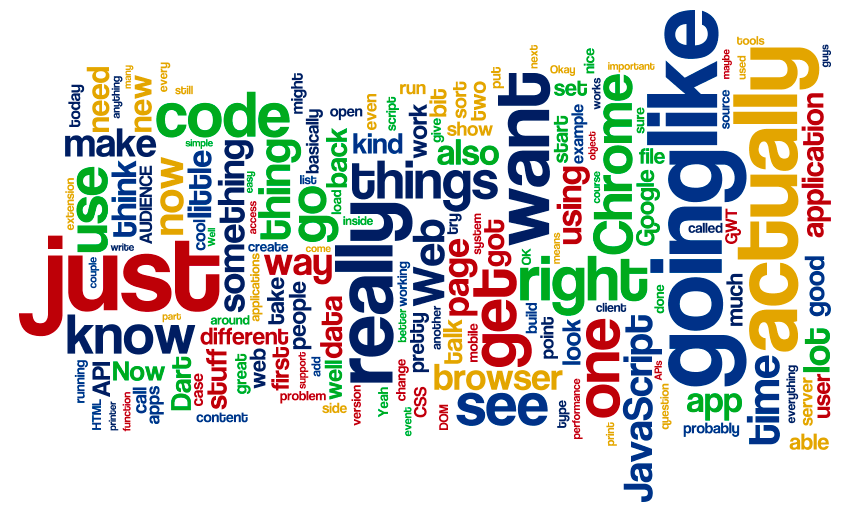 just
going
like
actually
really
want
get
see
know
code
right
Chrome
JavaScript
one
things
thing
something
use
go
way
Web
page
got
make
now
new
need
today
anything
many
every
still
think
AUDIENCE
little
cool
Well
simple
easy
access
extension
write
couple
create
come
applications
part
around
different
Now
Dart
API
running
HTML
printer
function
call
apps
case
stuff
great
web
content
first
take
people
support
problem
add
data
well
side
version
Yeah
event
change
CSS
DOM
better
working
pretty
another
talk
mobile
system
try
browser
might
basically
list
load
back
inside
open
even
script
kind
work
run
give
bit
show
sort
two
put
next
Okay
also
set
nice
start
example
works
object
using
course
means
OK
important
sure
Google
file
build
point
look
client
done
type
performance
print
APIs
question
app
probably
time
much
called
GWT
source
maybe
used
tools
guys
application
good
lot
user
server
everything
able